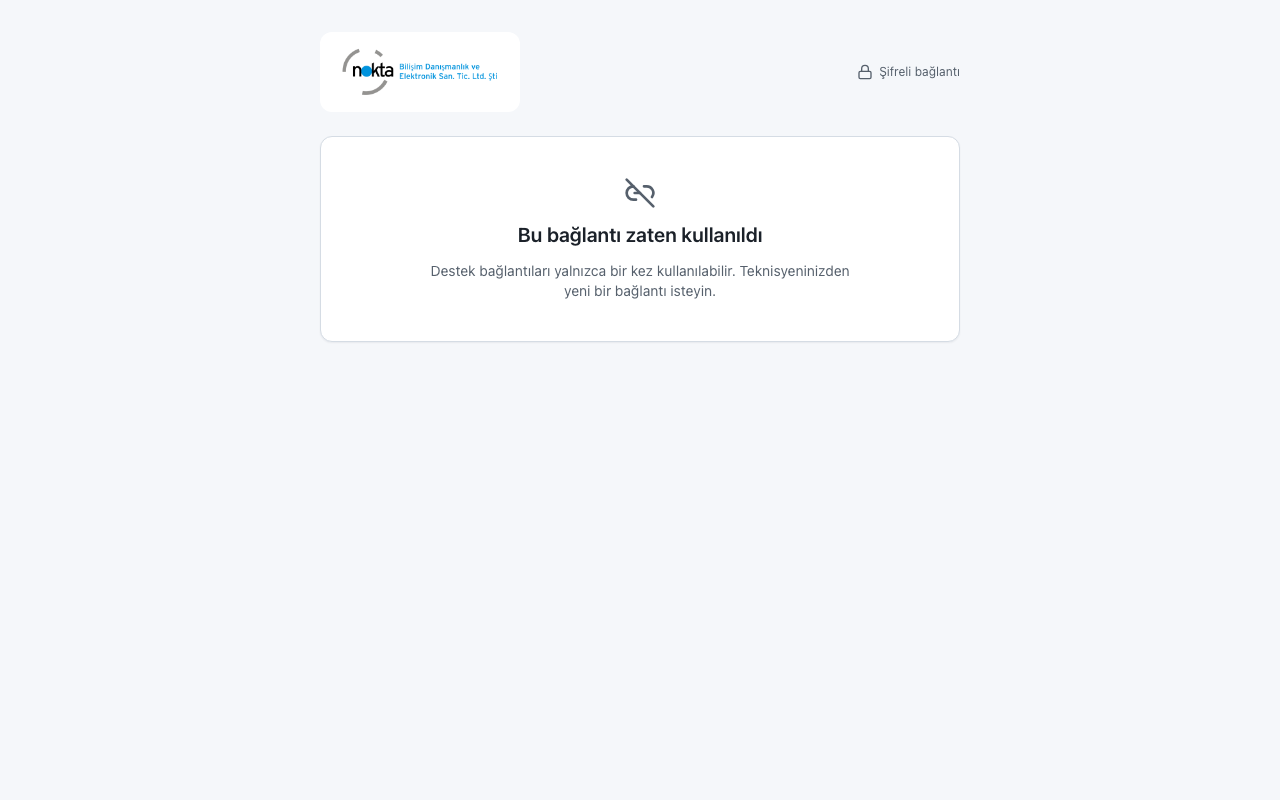 nokta
Bilişim Danışmanlık ve
Elektronik San. Tic. Ltd. Şti
Şifreli bağlantı
Bu bağlantı zaten kullanıldı
Destek bağlantıları yalnızca bir kez kullanılabilir. Teknisyeninizden
yeni bir bağlantı isteyin.